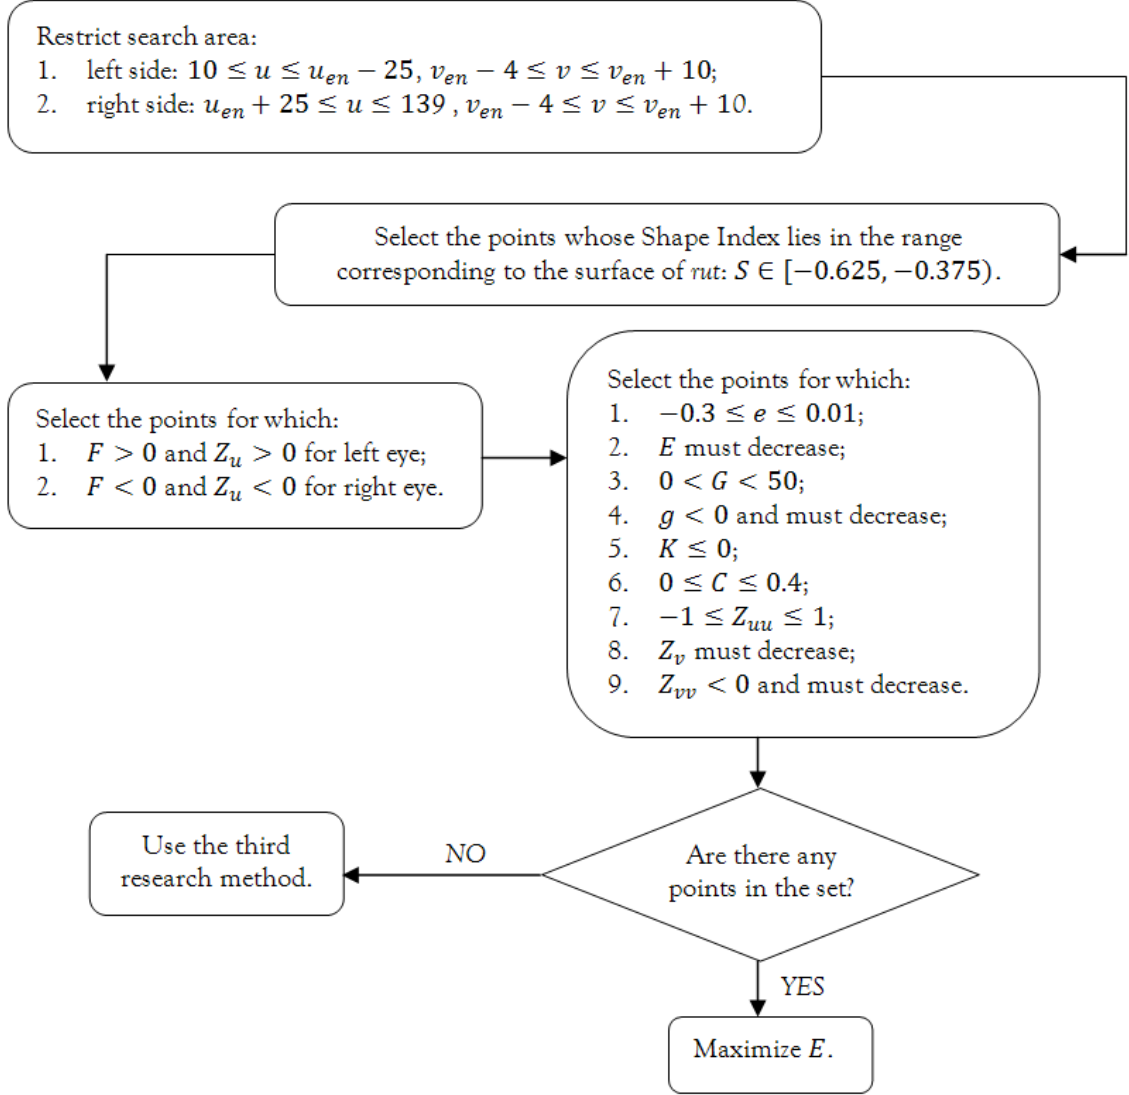 Restrict search area:
1. left side: 10 ≤ u ≤ u_en − 25, v_en − 4 ≤ v ≤ v_en + 10;
2. right side: u_en + 25 ≤ u ≤ 139 , v_en − 4 ≤ v ≤ v_en + 10.
Select the points whose Shape Index lies in the range
corresponding to the surface of rut: S ∈ [−0.625, −0.375).
Select the points for which:
1. F > 0 and Z_u > 0 for left eye;
2. F < 0 and Z_u < 0 for right eye.
Select the points for which:
1. −0.3 ≤ e ≤ 0.01;
2. E must decrease;
3. 0 < G < 50;
4. g < 0 and must decrease;
5. K ≤ 0;
6. 0 ≤ C ≤ 0.4;
7. −1 ≤ Z_uu ≤ 1;
8. Z_v must decrease;
9. Z_vv < 0 and must decrease.
Are there any
points in the set?
NO
Use the third
research method.
YES
Maximize E.